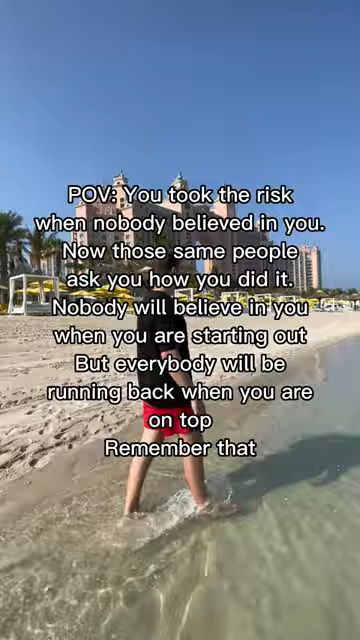 POV: You took the risk
when nobody believed in you.
Now those same people
ask you how you did it.
Nobody will believe in you
when you are starting out
But everybody will be
running back when you are
on top
Remember that